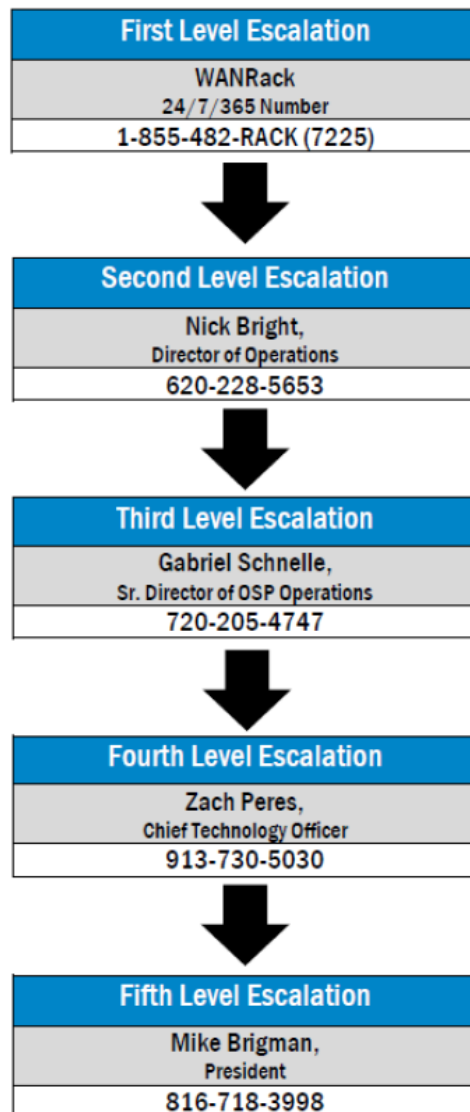 First Level Escalation
WANRack
24/7/365 Number
1-855-482-RACK (7225)
Second Level Escalation
Nick Bright,
Director of Operations
620-228-5653
Third Level Escalation
Gabriel Schnelle,
Sr. Director of OSP Operations
720-205-4747
Fourth Level Escalation
Zach Peres,
Chief Technology Officer
913-730-5030
Fifth Level Escalation
Mike Brigman,
President
816-718-3998